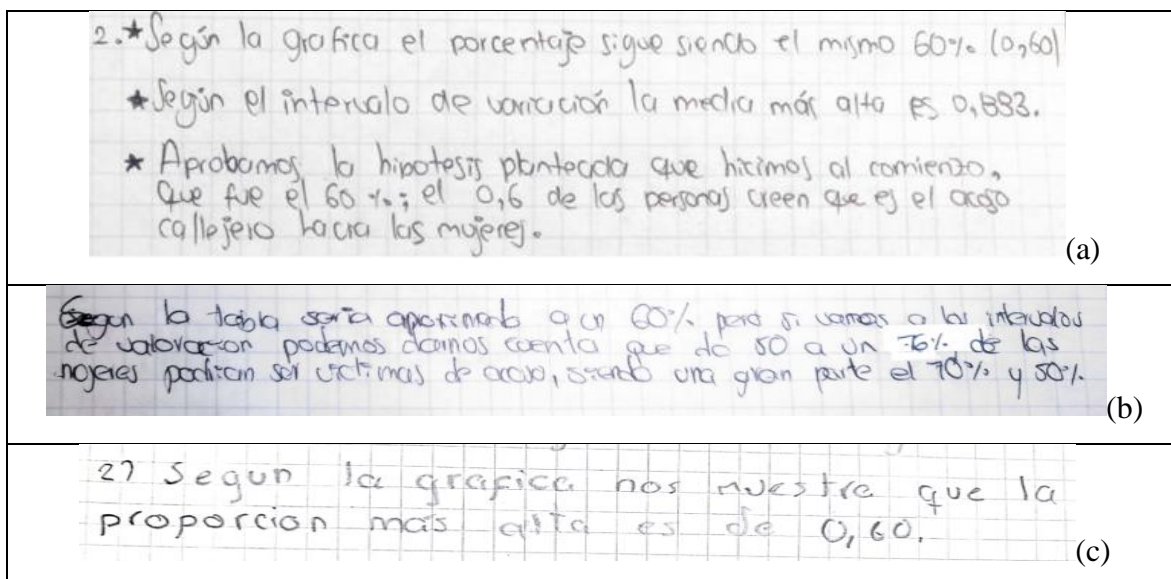 2.★Según la grafica el porcentaje sigue siendo el mismo 60% (0,60)
★Según el intervalo de variación la media más alta es 0,883.
★ Aprobamos la hipotesis planteada que hicimos al comienzo,
que fue el 60 %; el 0,6 de las personas creen que es el acoso
callejero hacia las mujeres.
(a)
Segun la tabla seria aproximado a un 60% pero si vamos a los intervalos
de valoracion podemos darnos cuenta que da 50 a un 76% de las
mojeres podrian ser victimas de acoso, siendo una gran parte el 70% y 50%.
(b)
2) Segun la grafica nos muestra que la
proporcion más alta es de 0,60.
(c)